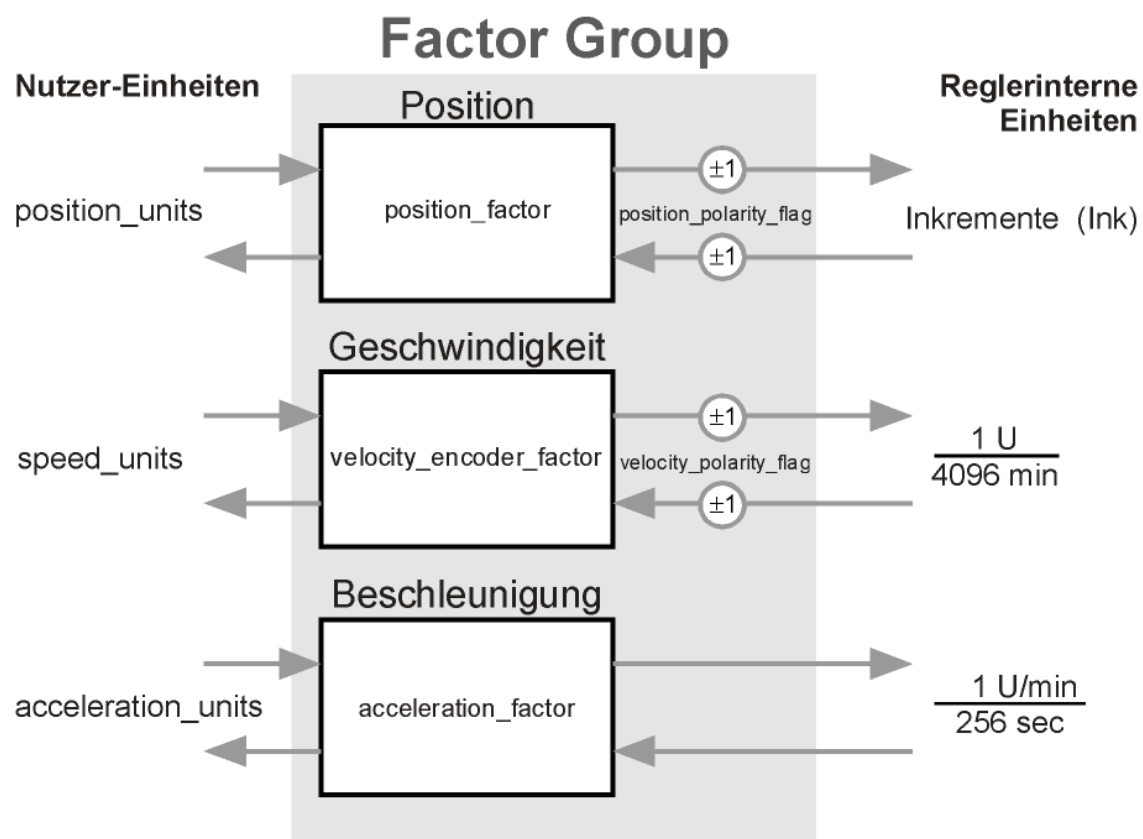 Factor Group
Nutzer-Einheiten
Reglerinterne
Einheiten
Position
position_units
position_factor
±1
position_polarity_flag
±1
Inkremente (Ink)
Geschwindigkeit
speed_units
velocity_encoder_factor
±1
velocity_polarity_flag
±1
1 U
4096 min
Beschleunigung
acceleration_units
acceleration_factor
1 U/min
256 sec